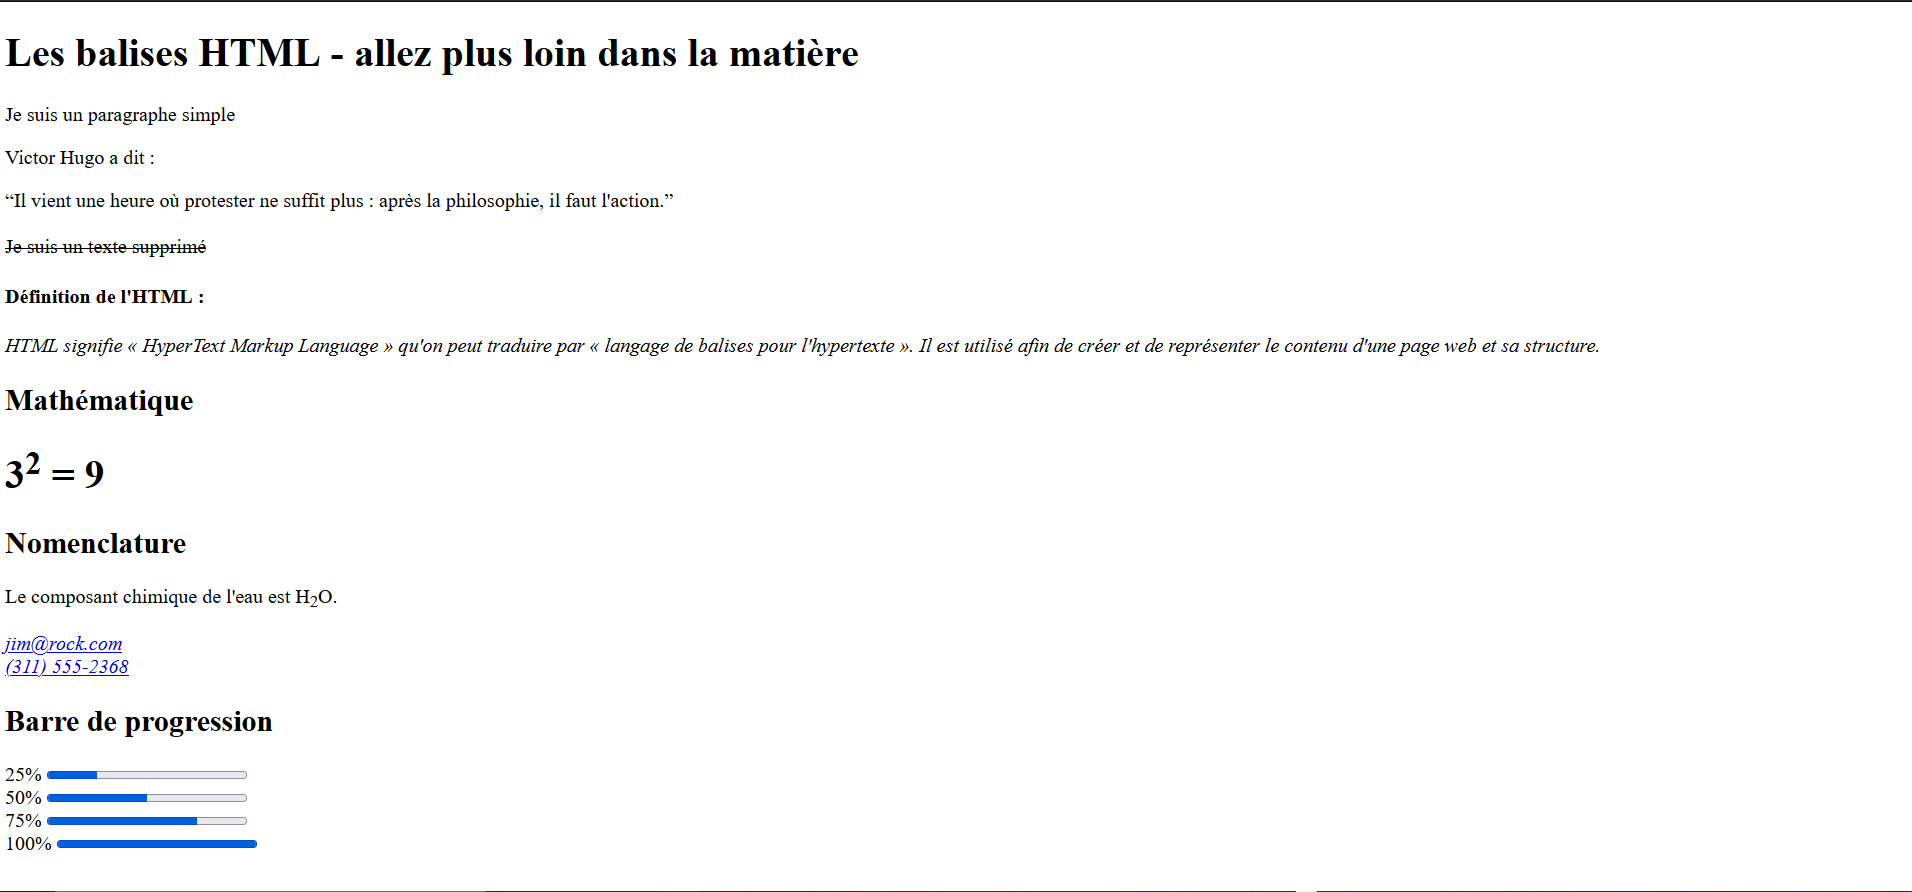 Les balises HTML - allez plus loin dans la matière
Je suis un paragraphe simple
Victor Hugo a dit :
“Il vient une heure où protester ne suffit plus : après la philosophie, il faut l'action.”
Je suis un texte supprimé
Définition de l'HTML :
HTML signifie « HyperText Markup Language » qu'on peut traduire par « langage de balises pour l'hypertexte ». Il est utilisé afin de créer et de représenter le contenu d'une page web et sa structure.
Mathématique
3² = 9
Nomenclature
Le composant chimique de l'eau est H₂O.
jim@rock.com
(311) 555-2368
Barre de progression
25%
50%
75%
100%